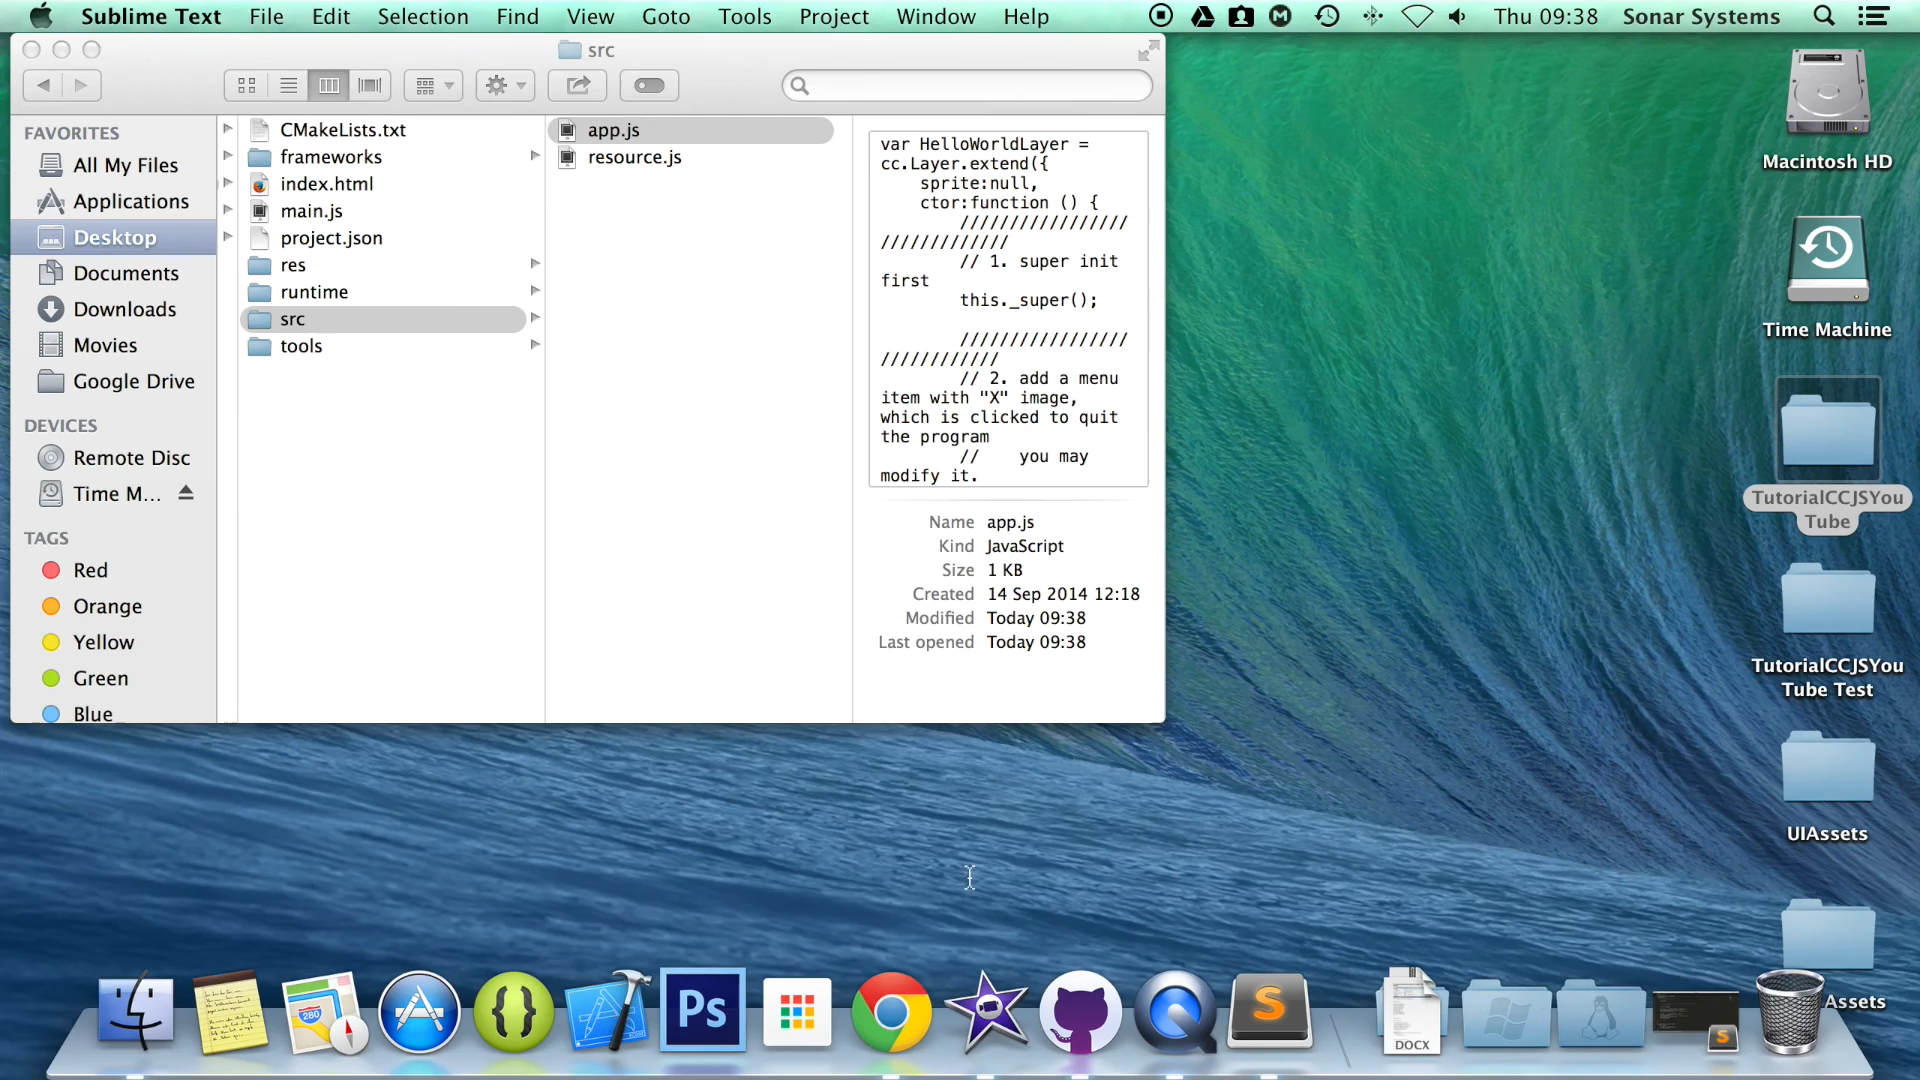 Sublime Text File Edit Selection Find View Goto Tools Project Window Help Thu 09:38 Sonar Systems
src
FAVORITES
All My Files
Applications
Desktop
Documents
Downloads
Movies
Google Drive
DEVICES
Remote Disc
Time M...
TAGS
Red
Orange
Yellow
Green
Blue
CMakeLists.txt
frameworks
index.html
main.js
project.json
res
runtime
src
tools
app.js
resource.js
var HelloWorldLayer =
cc.Layer.extend({
sprite:null,
ctor:function () {
/////////////////
/////////////
// 1. super init
first
this._super();
/////////////////
////////////
// 2. add a menu
item with "X" image,
which is clicked to quit
the program
// you may
modify it.
Name app.js
Kind JavaScript
Size 1 KB
Created 14 Sep 2014 12:18
Modified Today 09:38
Last opened Today 09:38
Macintosh HD
Time Machine
TutorialCCJSYou
Tube
TutorialCCJSYou
Tube Test
UIAssets
Assets
280
Ps
S
DOCX
S